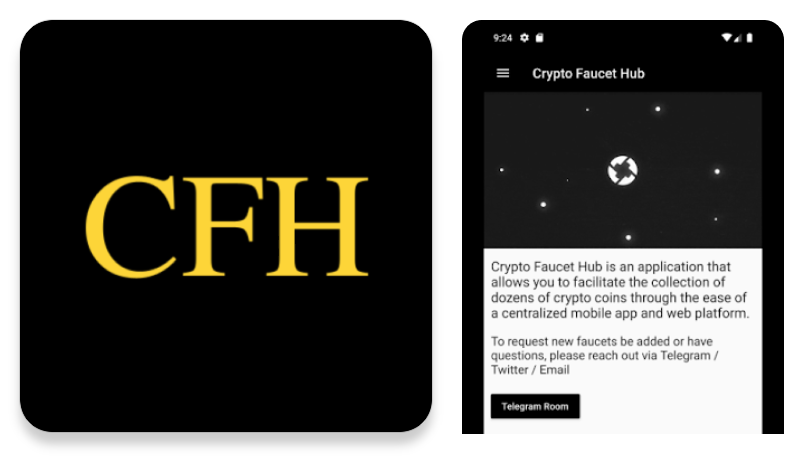 CFH
9:24
Crypto Faucet Hub
Crypto Faucet Hub is an application that
allows you to facilitate the collection of
dozens of crypto coins through the ease of
a centralized mobile app and web platform.
To request new faucets be added or have
questions, please reach out via Telegram /
Twitter / Email
Telegram Room